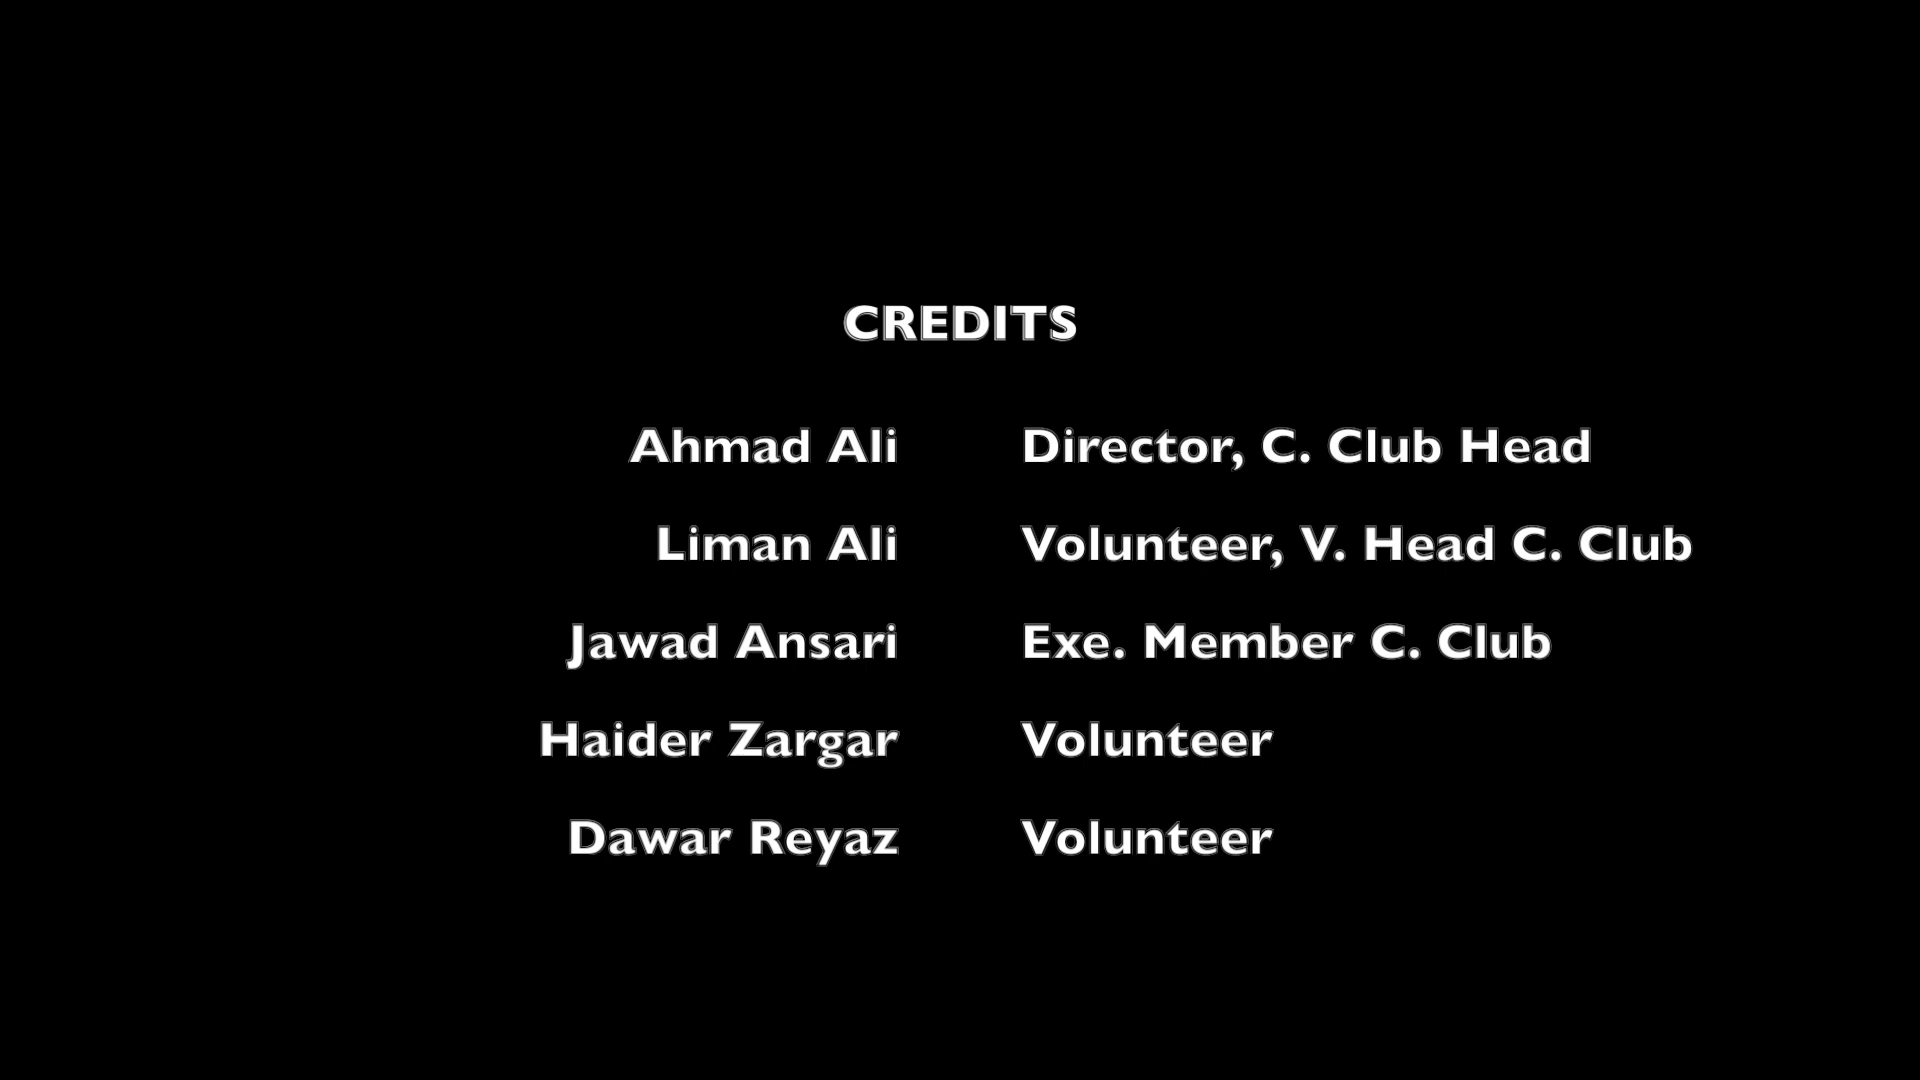 CREDITS
Ahmad Ali Director, C. Club Head
Liman Ali Volunteer, V. Head C. Club
Jawad Ansari Exe. Member C. Club
Haider Zargar Volunteer
Dawar Reyaz Volunteer